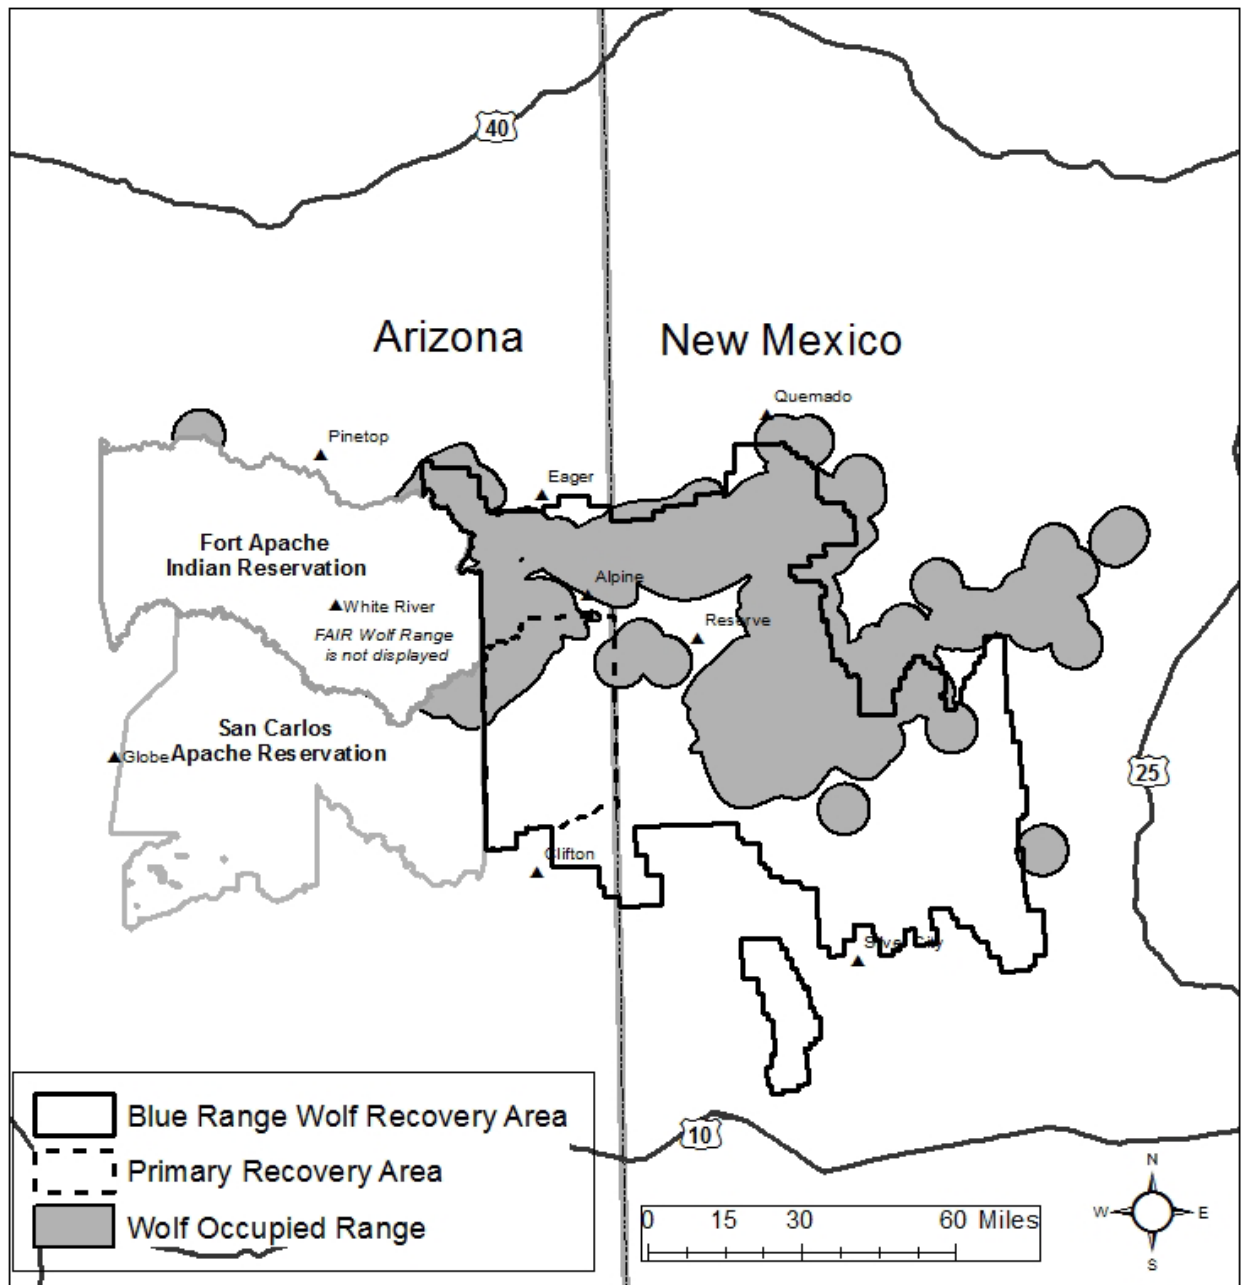 40
Arizona
New Mexico
Quemado
Pinetop
Eager
Fort Apache
Indian Reservation
Alpine
White River
Reserve
FAIR Wolf Range
is not displayed
San Carlos
Apache Reservation
Globe
25
Clifton
Silver City
Blue Range Wolf Recovery Area
Primary Recovery Area
Wolf Occupied Range
10
0 15 30 60 Miles
N
W E
S